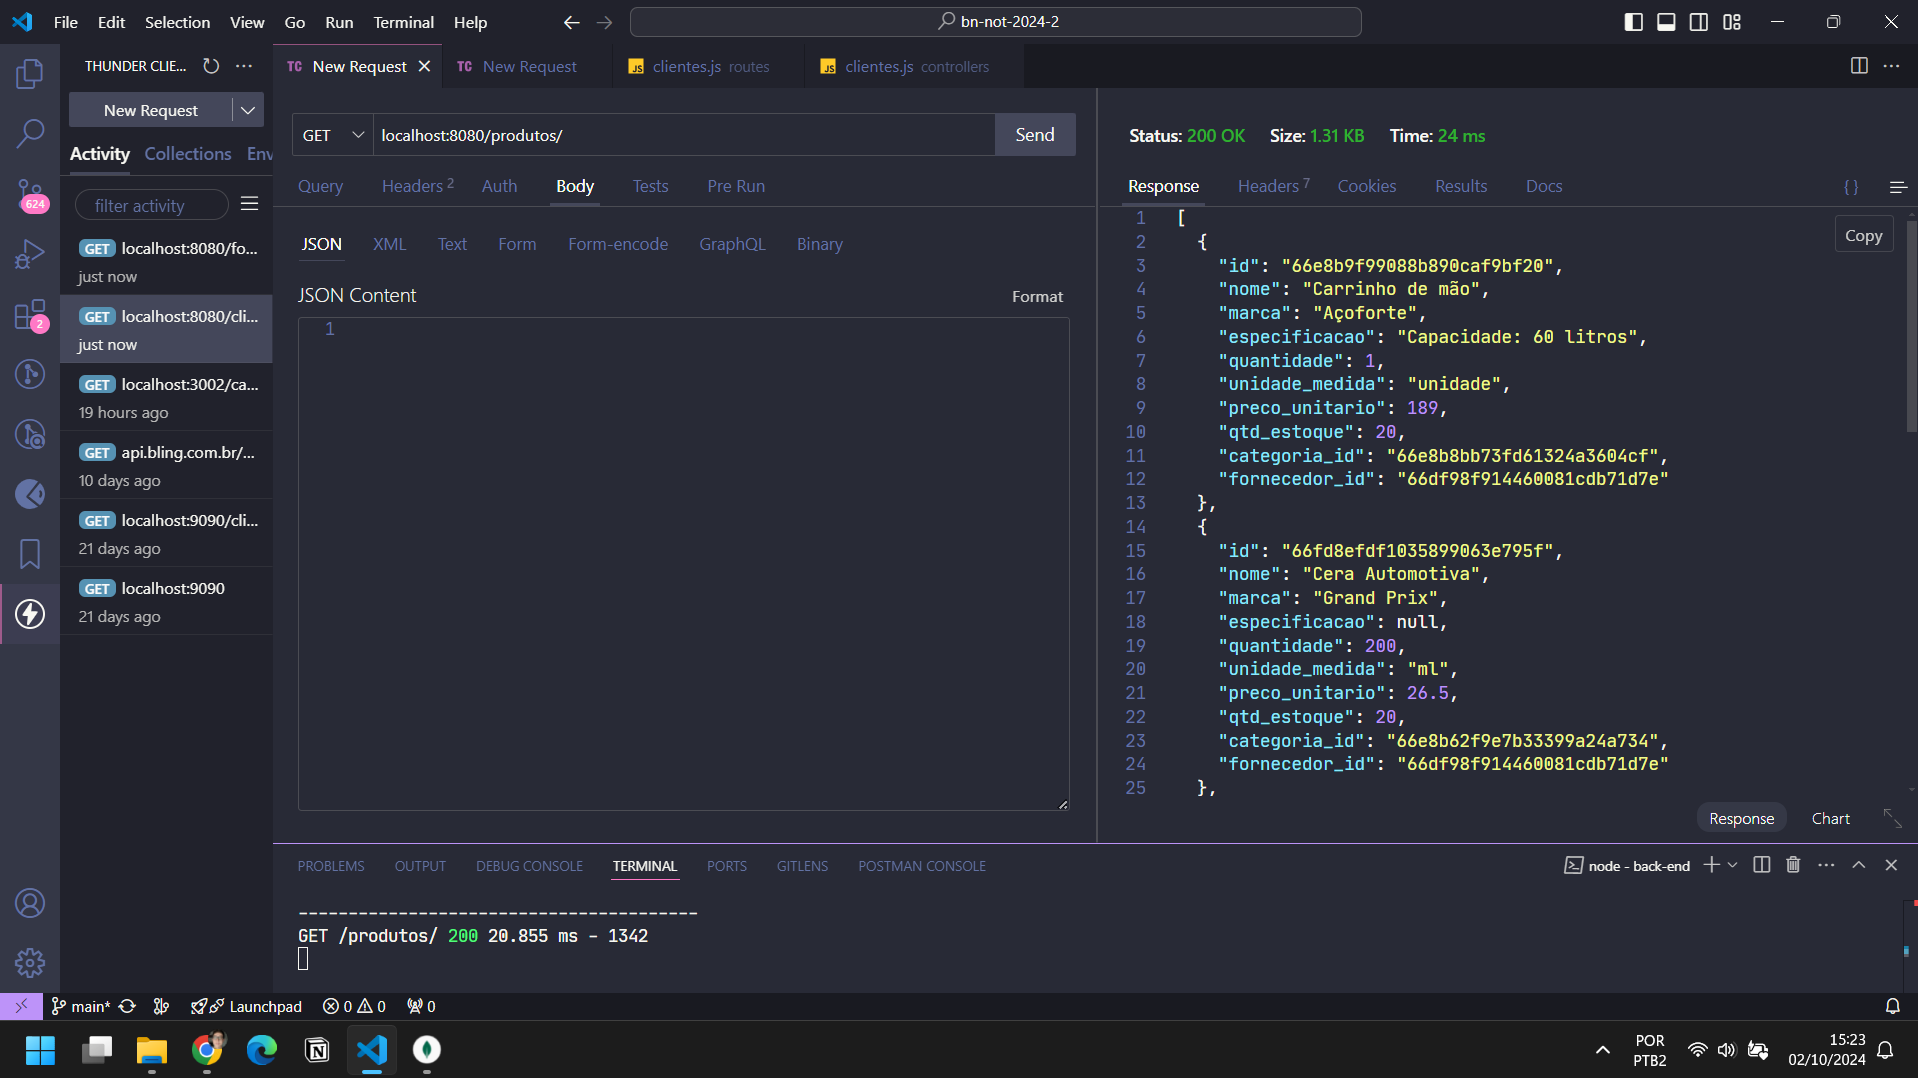 File Edit Selection View Go Run Terminal Help
bn-not-2024-2
THUNDER CLIE...
New Request
Activity Collections Env
filter activity
GET localhost:8080/fo...
just now
GET localhost:8080/cli...
just now
GET localhost:3002/ca...
19 hours ago
GET api.bling.com.br/...
10 days ago
GET localhost:9090/cli...
21 days ago
GET localhost:9090
21 days ago
624
2
TC New Request
TC New Request
JS clientes.js routes
JS clientes.js controllers
GET localhost:8080/produtos/ Send
Query Headers 2 Auth Body Tests Pre Run
JSON XML Text Form Form-encode GraphQL Binary
JSON Content Format
1
Status: 200 OK Size: 1.31 KB Time: 24 ms
Response Headers 7 Cookies Results Docs { }
Copy
1 [
2 {
3 "id": "66e8b9f99088b890caf9bf20",
4 "nome": "Carrinho de mão",
5 "marca": "Açoforte",
6 "especificacao": "Capacidade: 60 litros",
7 "quantidade": 1,
8 "unidade_medida": "unidade",
9 "preco_unitario": 189,
10 "qtd_estoque": 20,
11 "categoria_id": "66e8b8bb73fd61324a3604cf",
12 "fornecedor_id": "66df98f914460081cdb71d7e"
13 },
14 {
15 "id": "66fd8efdf1035899063e795f",
16 "nome": "Cera Automotiva",
17 "marca": "Grand Prix",
18 "especificacao": null,
19 "quantidade": 200,
20 "unidade_medida": "ml",
21 "preco_unitario": 26.5,
22 "qtd_estoque": 20,
23 "categoria_id": "66e8b62f9e7b33399a24a734",
24 "fornecedor_id": "66df98f914460081cdb71d7e"
25 },
Response Chart
PROBLEMS OUTPUT DEBUG CONSOLE TERMINAL PORTS GITLENS POSTMAN CONSOLE
node - back-end
----------------------------------------
GET /produtos/ 200 20.855 ms - 1342
main* Launchpad 0 0 0
POR
PTB2
15:23
02/10/2024